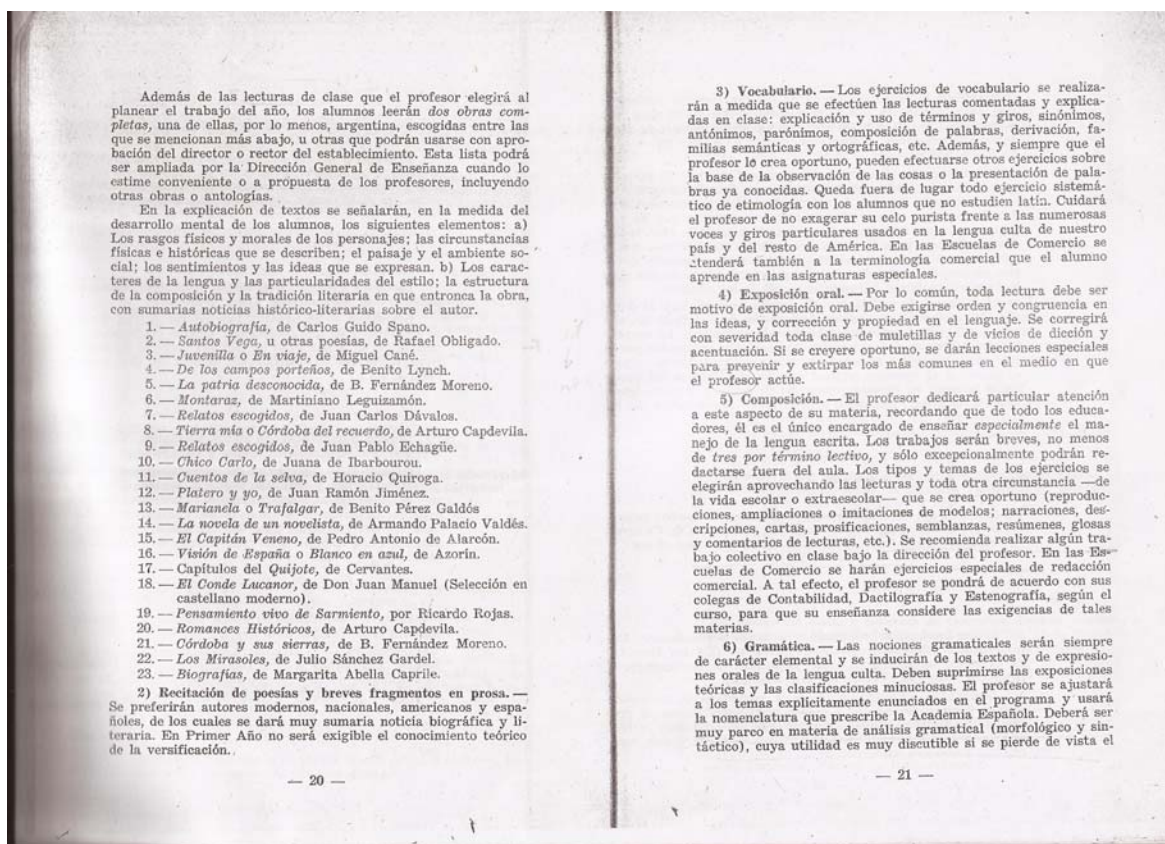 Además de las lecturas de clase que el profesor elegirá al
planear el trabajo del año, los alumnos leerán dos obras com-
pletas, una de ellas, por lo menos, argentina, escogidas entre las
que se mencionan más abajo, u otras que podrán usarse con apro-
bación del director o rector del establecimiento. Esta lista podrá
ser ampliada por la Dirección General de Enseñanza cuando lo
estime conveniente o a propuesta de los profesores, incluyendo
otras obras o antologías.
En la explicación de textos se señalarán, en la medida del
desarrollo mental de los alumnos, los siguientes elementos: a)
Los rasgos físicos y morales de los personajes; las circunstancias
físicas e históricas que se describen; el paisaje y el ambiente so-
cial; los sentimientos y las ideas que se expresan. b) Los carac-
teres de la lengua y las particularidades del estilo; la estructura
de la composición y la tradición literaria en que entronca la obra,
con sumarias noticias histórico-literarias sobre el autor.
1. — Autobiografía, de Carlos Guido Spano.
2. — Santos Vega, u otras poesías, de Rafael Obligado.
3. — Juvenilla o En viaje, de Miguel Cané.
4. — De los campos porteños, de Benito Lynch.
5. — La patria desconocida, de B. Fernández Moreno.
6. — Montaraz, de Martiniano Leguizamón.
7. — Relatos escogidos, de Juan Carlos Dávalos.
8. — Tierra mía o Córdoba del recuerdo, de Arturo Capdevila.
9. — Relatos escogidos, de Juan Pablo Echagüe.
10. — Chico Carlo, de Juana de Ibarbourou.
11. — Cuentos de la selva, de Horacio Quiroga.
12. — Platero y yo, de Juan Ramón Jiménez.
13. — Marianela o Trafalgar, de Benito Pérez Galdós
14. — La novela de un novelista, de Armando Palacio Valdés.
15. — El Capitán Veneno, de Pedro Antonio de Alarcón.
16. — Visión de España o Blanco en azul, de Azorín.
17. — Capítulos del Quijote, de Cervantes.
18. — El Conde Lucanor, de Don Juan Manuel (Selección en
castellano moderno).
19. — Pensamiento vivo de Sarmiento, por Ricardo Rojas.
20. — Romances Históricos, de Arturo Capdevila.
21. — Córdoba y sus sierras, de B. Fernández Moreno.
22. — Los Mirasoles, de Julio Sánchez Gardel.
23. — Biografías, de Margarita Abella Caprile.
2) Recitación de poesías y breves fragmentos en prosa. —
Se preferirán autores modernos, nacionales, americanos y espa-
ñoles, de los cuales se dará muy sumaria noticia biográfica y li-
teraria. En Primer Año no será exigible el conocimiento teórico
de la versificación.
— 20 —
3) Vocabulario. — Los ejercicios de vocabulario se realiza-
rán a medida que se efectúen las lecturas comentadas y explica-
das en clase: explicación y uso de términos y giros, sinónimos,
antónimos, parónimos, composición de palabras, derivación, fa-
milias semánticas y ortográficas, etc. Además, y siempre que el
profesor lo crea oportuno, pueden efectuarse otros ejercicios sobre
la base de la observación de las cosas o la presentación de pala-
bras ya conocidas. Queda fuera de lugar todo ejercicio sistemá-
tico de etimología con los alumnos que no estudien latín. Cuidará
el profesor de no exagerar su celo purista frente a las numerosas
voces y giros particulares usados en la lengua culta de nuestro
país y del resto de América. En las Escuelas de Comercio se
atenderá también a la terminología comercial que el alumno
aprende en las asignaturas especiales.
4) Exposición oral. — Por lo común, toda lectura debe ser
motivo de exposición oral. Debe exigirse orden y congruencia en
las ideas, y corrección y propiedad en el lenguaje. Se corregirá
con severidad toda clase de muletillas y de vicios de dicción y
acentuación. Si se creyere oportuno, se darán lecciones especiales
para prevenir y extirpar los más comunes en el medio en que
el profesor actúe.
5) Composición. — El profesor dedicará particular atención
a este aspecto de su materia, recordando que de todo los educa-
dores, él es el único encargado de enseñar especialmente el ma-
nejo de la lengua escrita. Los trabajos serán breves, no menos
de tres por término lectivo, y sólo excepcionalmente podrán re-
dactarse fuera del aula. Los tipos y temas de los ejercicios se
elegirán aprovechando las lecturas y toda otra circunstancia —de
la vida escolar o extraescolar— que se crea oportuno (reproduc-
ciones, ampliaciones o imitaciones de modelos; narraciones, des-
cripciones, cartas, prosificaciones, semblanzas, resúmenes, glosas
y comentarios de lecturas, etc.). Se recomienda realizar algún tra-
bajo colectivo en clase bajo la dirección del profesor. En las Es-
cuelas de Comercio se harán ejercicios especiales de redacción
comercial. A tal efecto, el profesor se pondrá de acuerdo con sus
colegas de Contabilidad, Dactilografía y Estenografía, según el
curso, para que su enseñanza considere las exigencias de tales
materias.
6) Gramática. — Las nociones gramaticales serán siempre
de carácter elemental y se inducirán de los textos y de expresio-
nes orales de la lengua culta. Deben suprimirse las exposiciones
teóricas y las clasificaciones minuciosas. El profesor se ajustará
a los temas explícitamente enunciados en el programa y usará
la nomenclatura que prescribe la Academia Española. Deberá ser
muy parco en materia de análisis gramatical (morfológico y sin-
táctico), cuya utilidad es muy discutible si se pierde de vista el
— 21 —